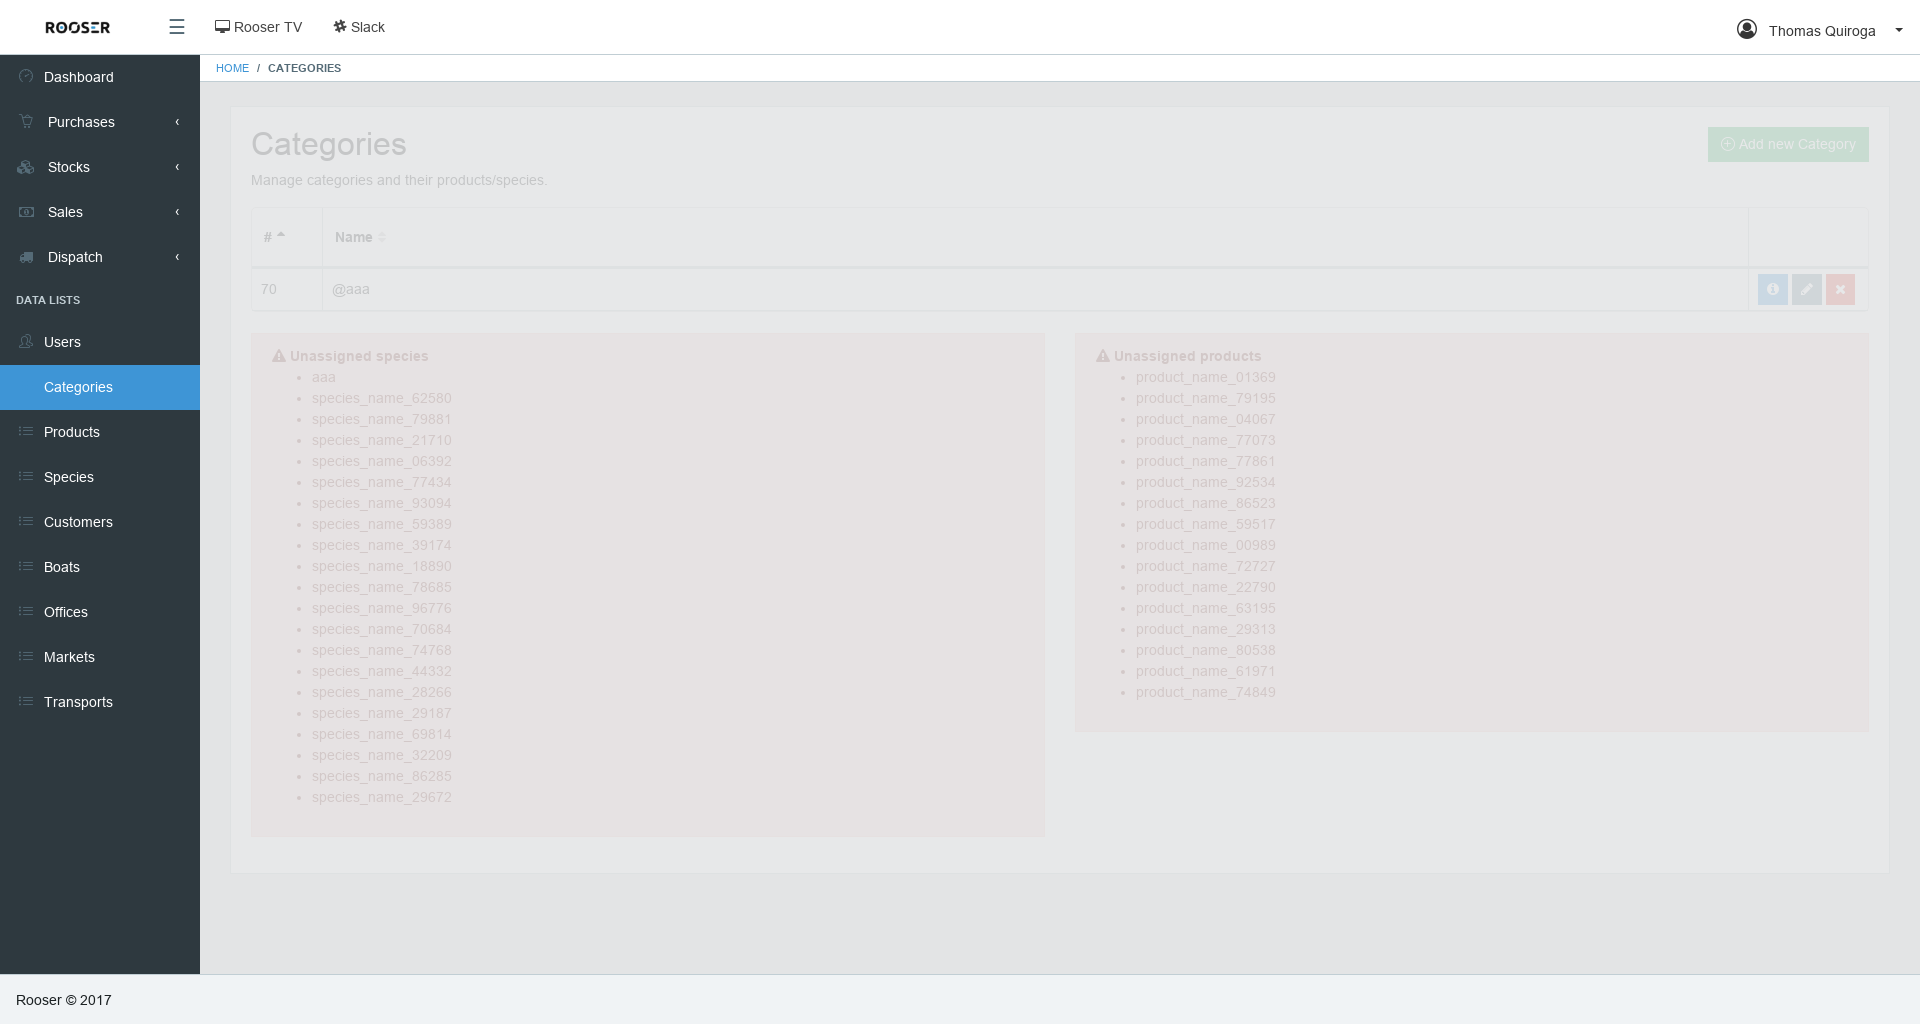 ROOSER
Rooser TV
Slack
Thomas Quiroga
HOME / CATEGORIES
Dashboard
Purchases
Stocks
Sales
Dispatch
DATA LISTS
Users
Categories
Products
Species
Customers
Boats
Offices
Markets
Transports
Categories
Add new Category
Manage categories and their products/species.
# Name
70 @aaa
Unassigned species
aaa
species_name_62580
species_name_79881
species_name_21710
species_name_06392
species_name_77434
species_name_93094
species_name_59389
species_name_39174
species_name_18890
species_name_78685
species_name_96776
species_name_70684
species_name_74768
species_name_44332
species_name_28266
species_name_29187
species_name_69814
species_name_32209
species_name_86285
species_name_29672
Unassigned products
product_name_01369
product_name_79195
product_name_04067
product_name_77073
product_name_77861
product_name_92534
product_name_86523
product_name_59517
product_name_00989
product_name_72727
product_name_22790
product_name_63195
product_name_29313
product_name_80538
product_name_61971
product_name_74849
Rooser © 2017